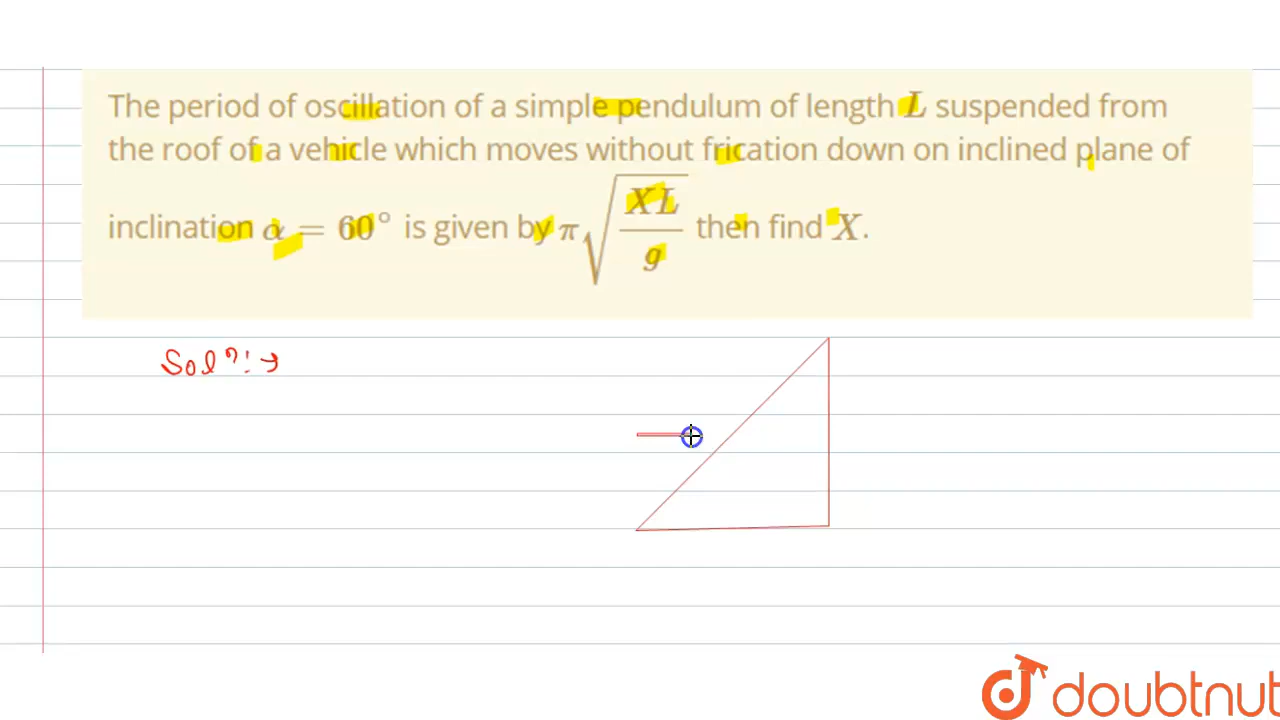 The period of oscillation of a simple pendulum of length L suspended from
the roof of a vehicle which moves without frication down on inclined plane of
inclination α = 60° is given by π√(XL/g) then find X.
Solⁿ:→
doubtnut